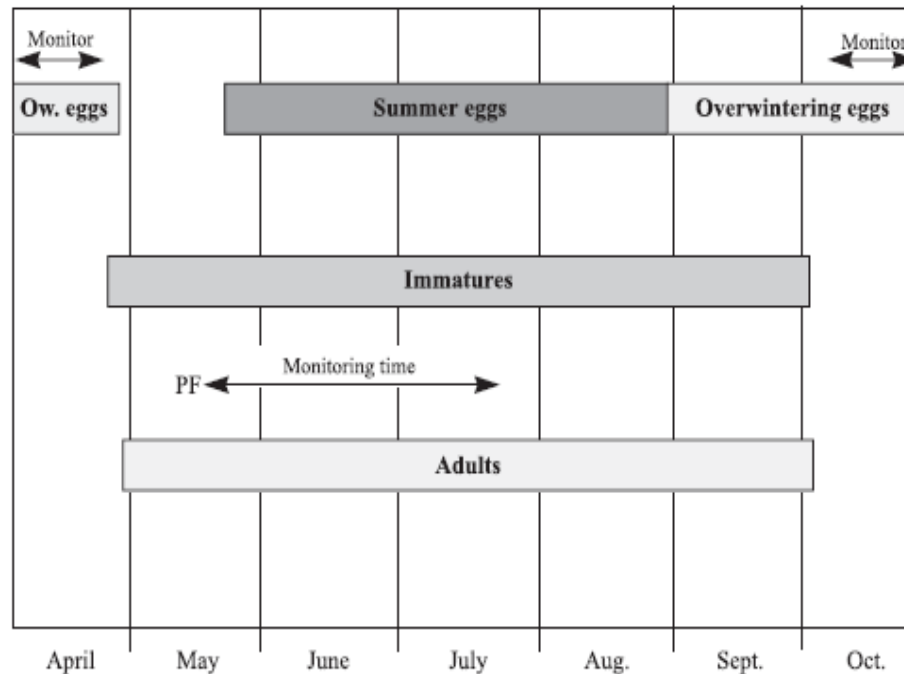 Monitor
Monitor
Ow. eggs
Summer eggs
Overwintering eggs
Immatures
Monitoring time
PF
Adults
April May June July Aug. Sept. Oct.